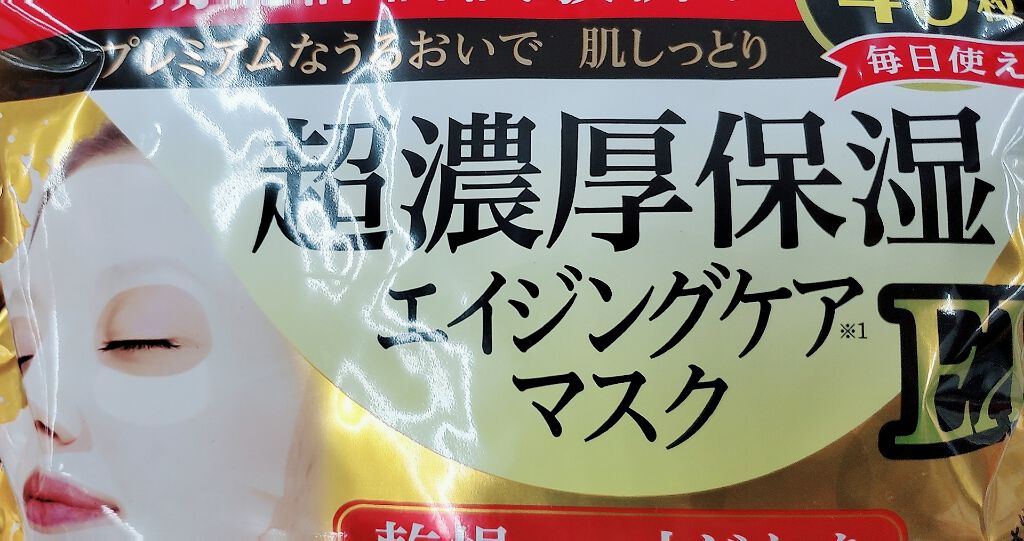 プレミアムなうるおいで 肌しっとり
毎日使え
超濃厚保湿
エイジングケア※1
マスク